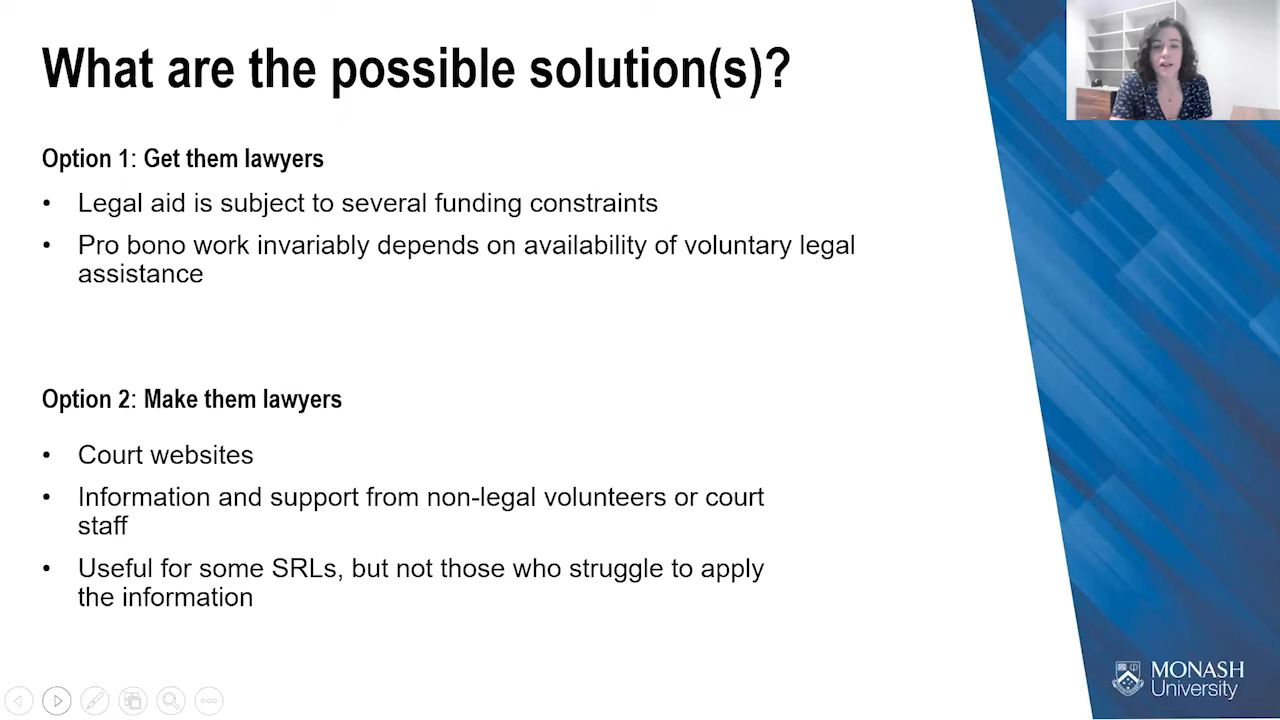 What are the possible solution(s)?
Option 1: Get them lawyers
• Legal aid is subject to several funding constraints
• Pro bono work invariably depends on availability of voluntary legal
assistance
Option 2: Make them lawyers
• Court websites
• Information and support from non-legal volunteers or court
staff
• Useful for some SRLs, but not those who struggle to apply
the information
MONASH
University